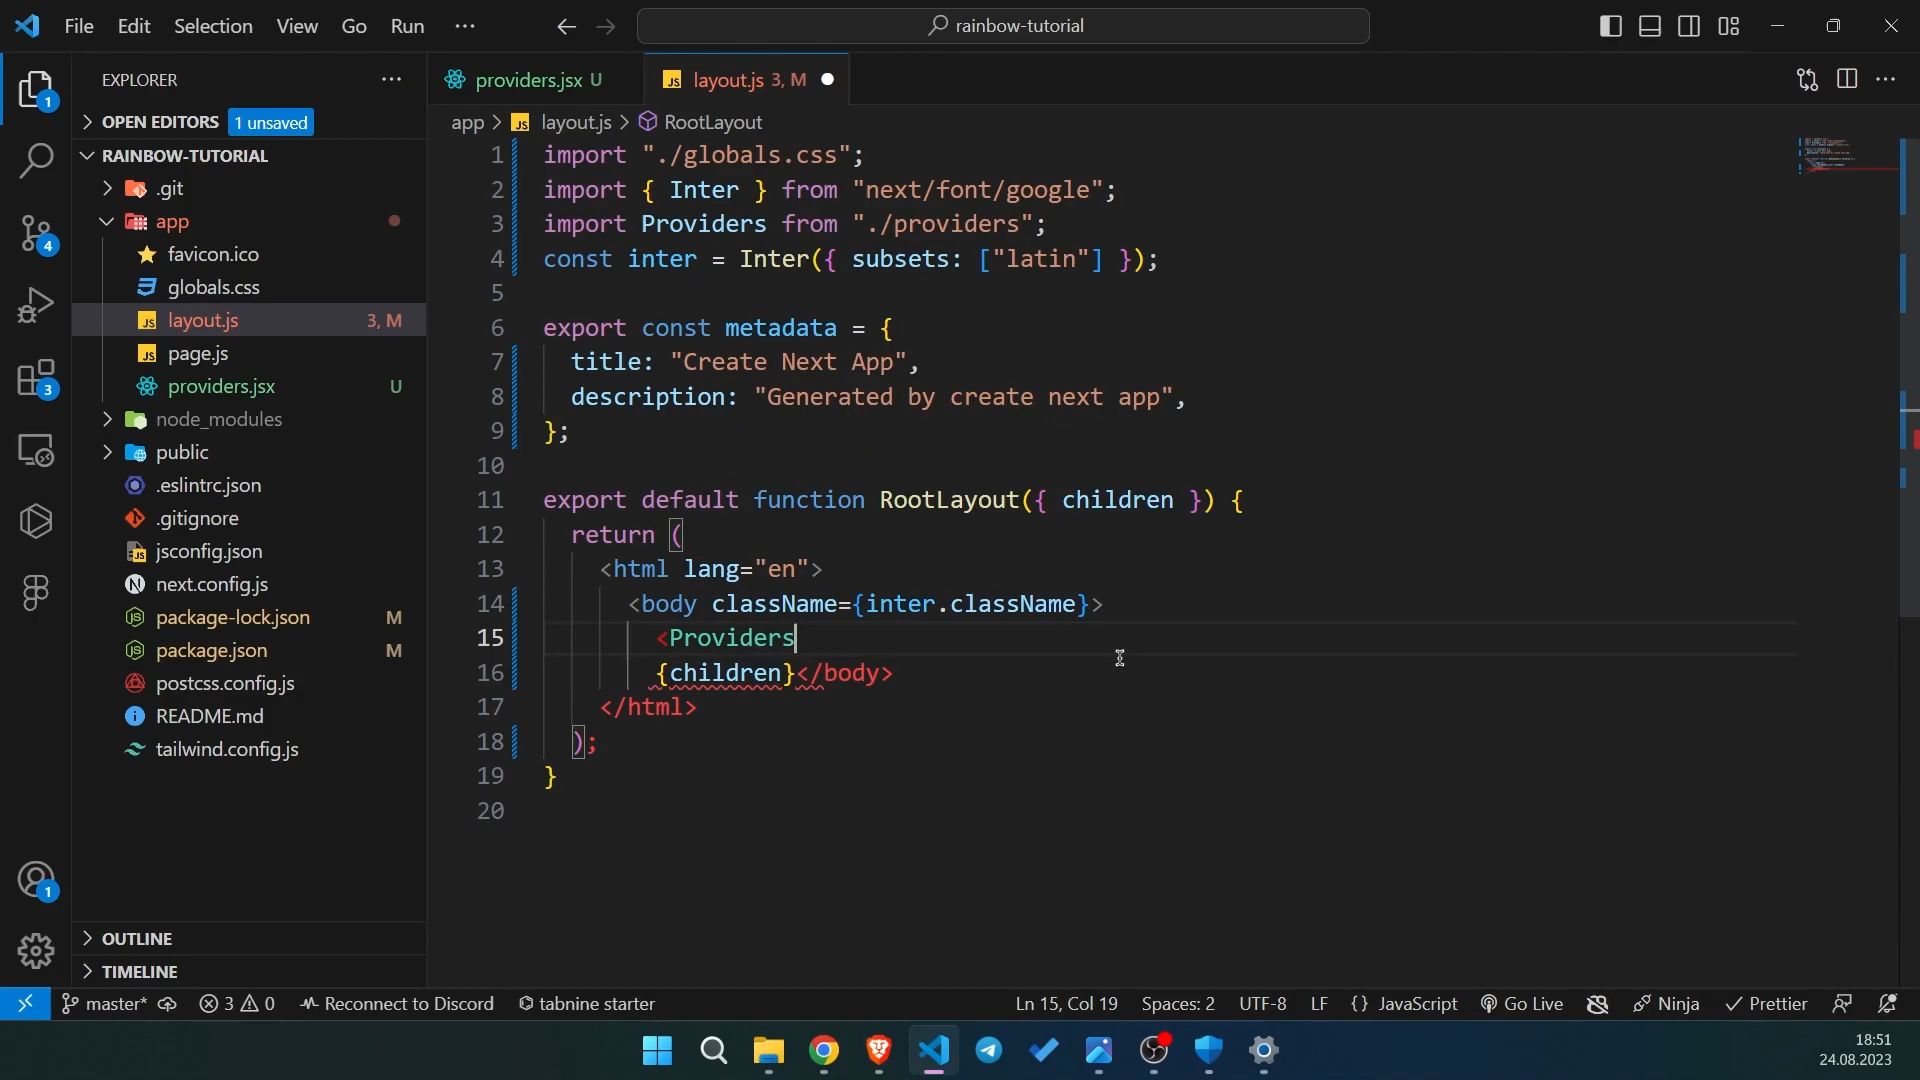 File Edit Selection View Go Run ··· rainbow-tutorial
EXPLORER ···
OPEN EDITORS 1 unsaved
RAINBOW-TUTORIAL
.git
app
favicon.ico
globals.css
layout.js 3, M
page.js
providers.jsx U
node_modules
public
.eslintrc.json
.gitignore
jsconfig.json
next.config.js
package-lock.json M
package.json M
postcss.config.js
README.md
tailwind.config.js
OUTLINE
TIMELINE
1
4
3
1
providers.jsx U JS layout.js 3, M
app > JS layout.js > RootLayout
1 import "./globals.css";
2 import { Inter } from "next/font/google";
3 import Providers from "./providers";
4 const inter = Inter({ subsets: ["latin"] });
5
6 export const metadata = {
7 title: "Create Next App",
8 description: "Generated by create next app",
9 };
10
11 export default function RootLayout({ children }) {
12 return (
13 <html lang="en">
14 <body className={inter.className}>
15 <Providers
16 {children}</body>
17 </html>
18 );
19 }
20
master* 3 0 Reconnect to Discord tabnine starter Ln 15, Col 19 Spaces: 2 UTF-8 LF {} JavaScript Go Live Ninja Prettier
18:51
24.08.2023